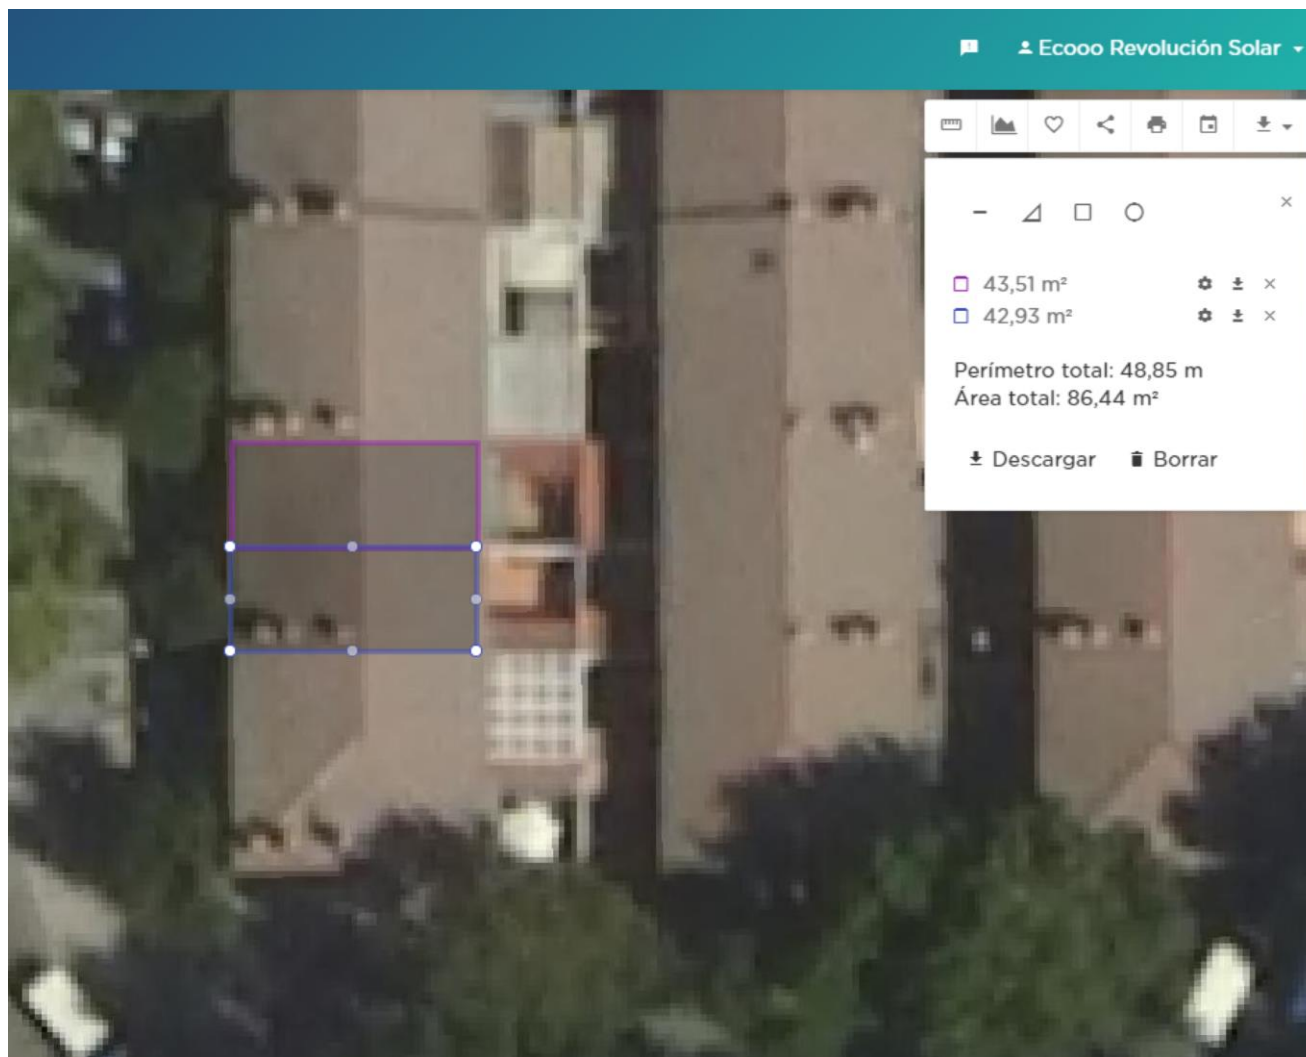 Ecooo Revolución Solar
43,51 m²
42,93 m²
Perímetro total: 48,85 m
Área total: 86,44 m²
Descargar Borrar